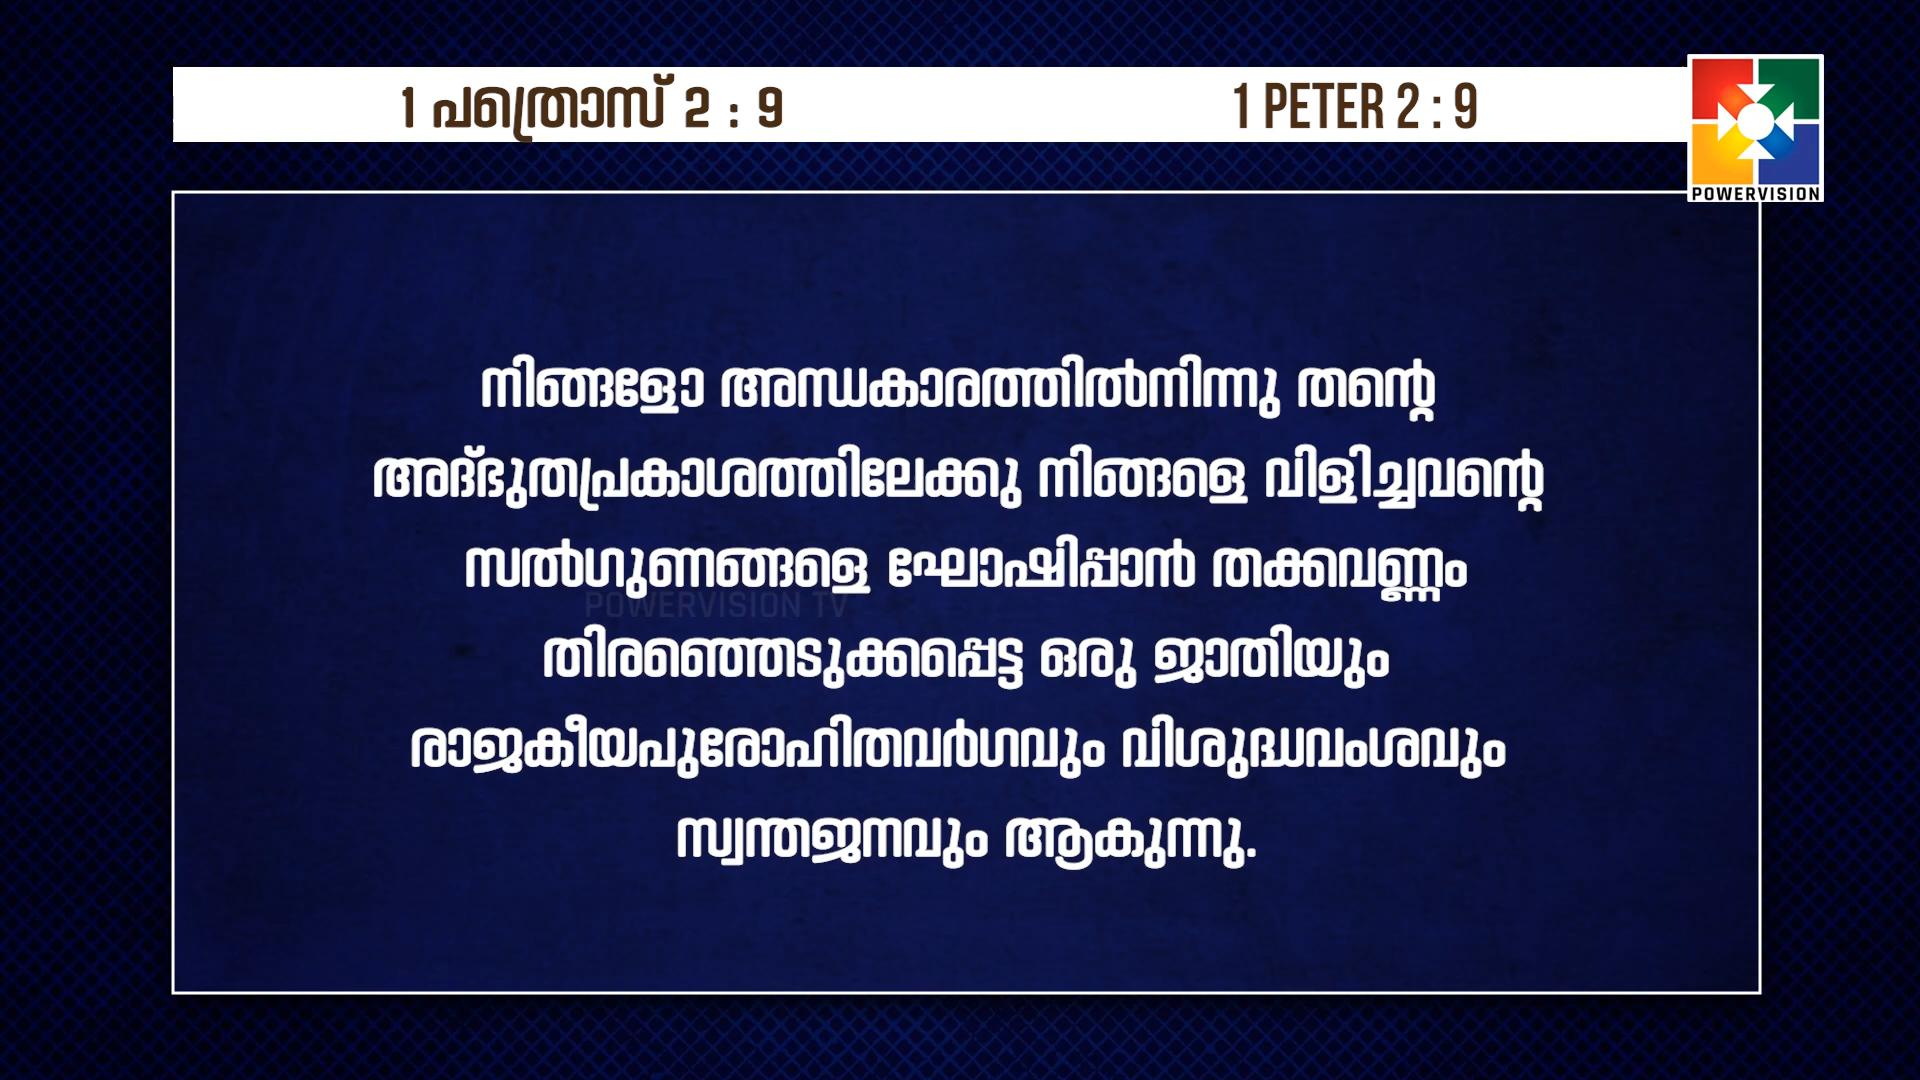 1 പത്രൊസ് 2 : 9
1 PETER 2 : 9
POWERVISION
നിങ്ങളോ അന്ധകാരത്തിൽനിന്നു തന്റെ
അദ്ഭുതപ്രകാശത്തിലേക്കു നിങ്ങളെ വിളിച്ചവന്റെ
സൽഗുണങ്ങളെ ഘോഷിപ്പാൻ തക്കവണ്ണം
POWERVISION TV
തിരഞ്ഞെടുക്കപ്പെട്ട ഒരു ജാതിയും
രാജകീയപുരോഹിതവർഗവും വിശുദ്ധവംശവും
സ്വന്തജനവും ആകുന്നു.